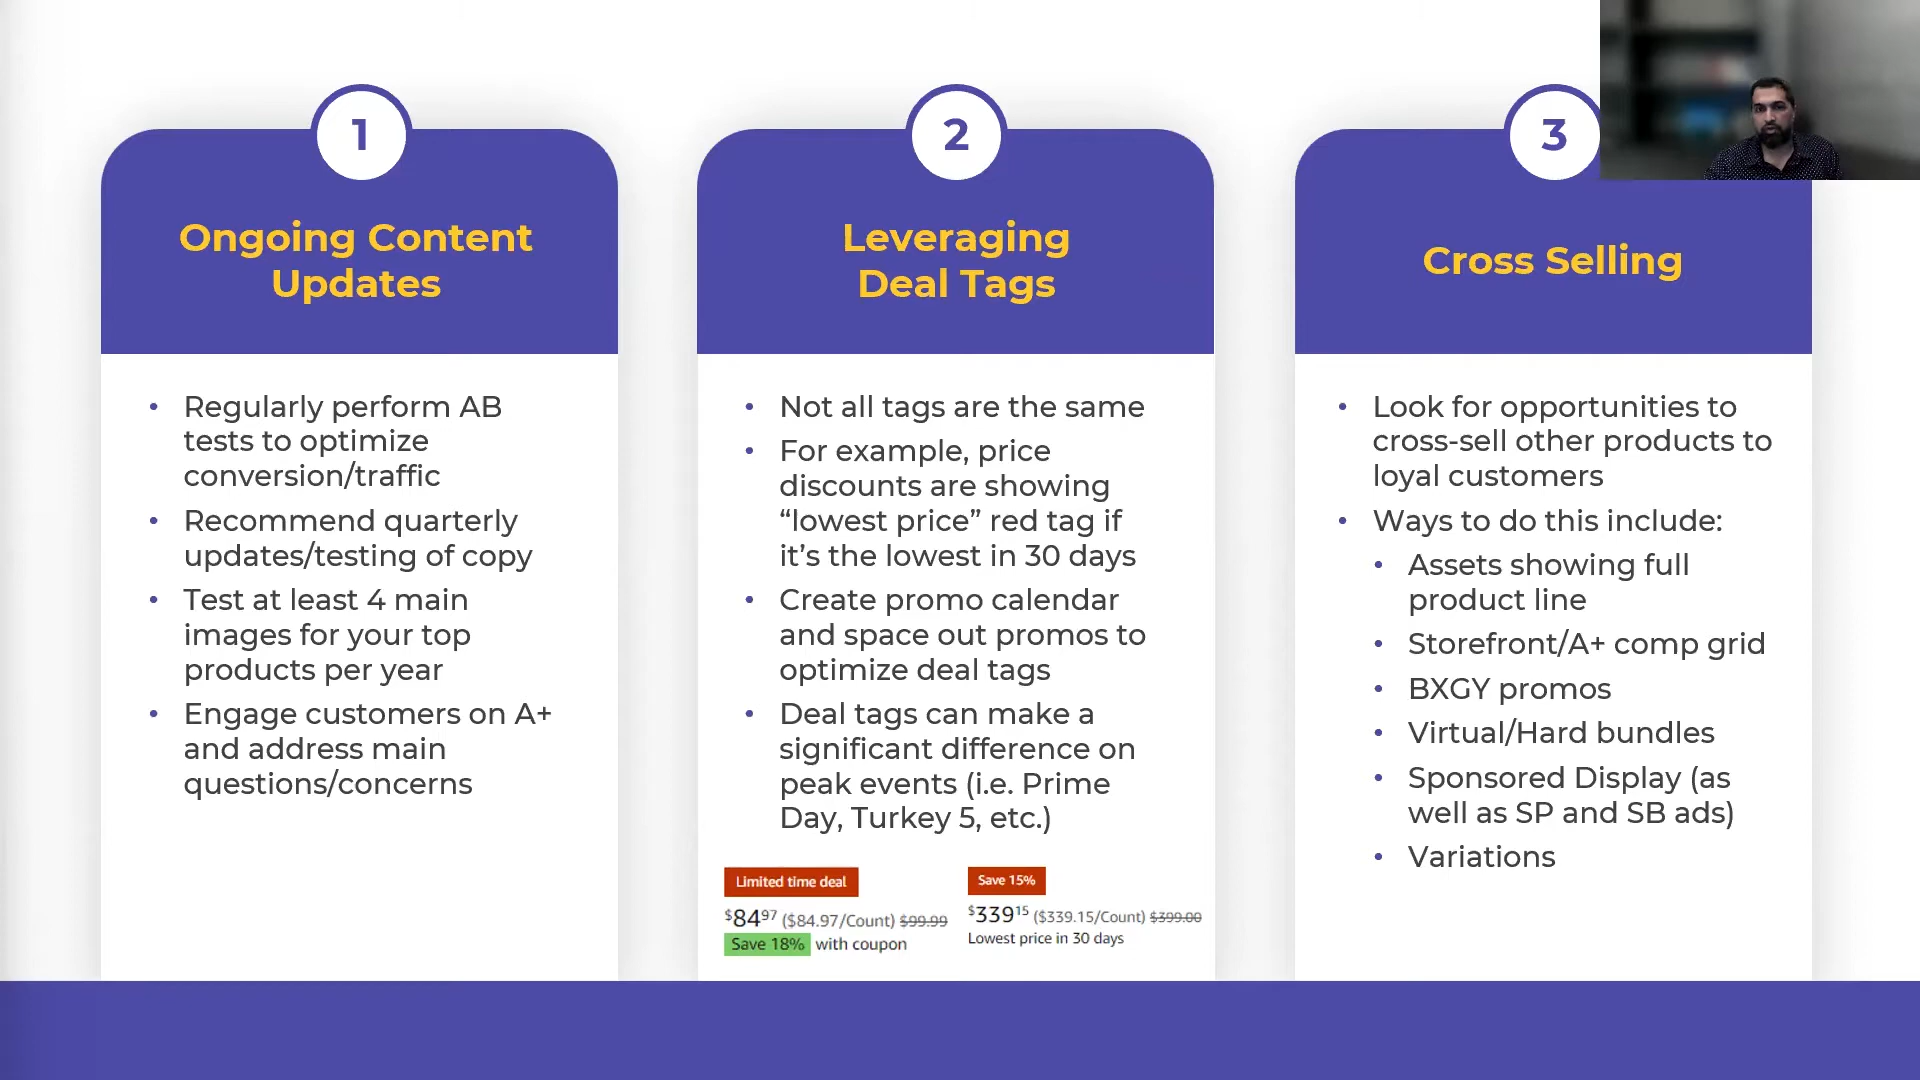 1
Ongoing Content
Updates
• Regularly perform AB
tests to optimize
conversion/traffic
• Recommend quarterly
updates/testing of copy
• Test at least 4 main
images for your top
products per year
• Engage customers on A+
and address main
questions/concerns
2
Leveraging
Deal Tags
• Not all tags are the same
• For example, price
discounts are showing
“lowest price” red tag if
it’s the lowest in 30 days
• Create promo calendar
and space out promos to
optimize deal tags
• Deal tags can make a
significant difference on
peak events (i.e. Prime
Day, Turkey 5, etc.)
Limited time deal
$8497 ($84.97/Count) $99.99
Save 18% with coupon
Save 15%
$33915 ($339.15/Count) $399.00
Lowest price in 30 days
3
Cross Selling
• Look for opportunities to
cross-sell other products to
loyal customers
• Ways to do this include:
• Assets showing full
product line
• Storefront/A+ comp grid
• BXGY promos
• Virtual/Hard bundles
• Sponsored Display (as
well as SP and SB ads)
• Variations